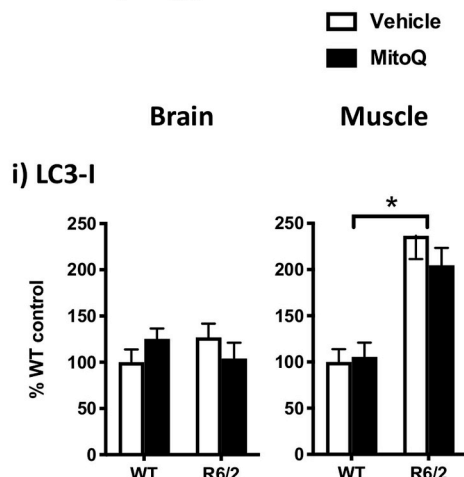 Vehicle
MitoQ
Brain Muscle
i) LC3-I
*
250 250
200 200
150 150
100 100
50 50
0 0
% WT control
WT R6/2 WT R6/2